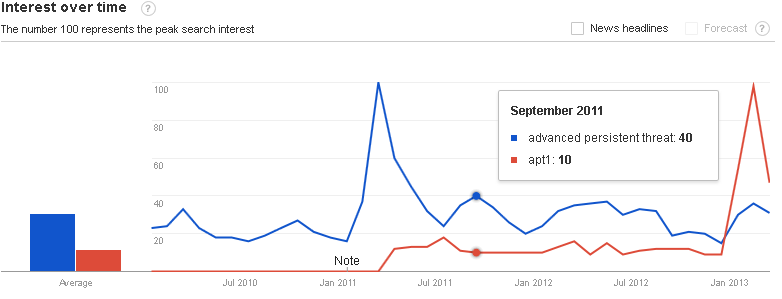 Interest over time ?
The number 100 represents the peak search interest
News headlines
Forecast ?
100
80
60
40
20
September 2011
advanced persistent threat: 40
apt1: 10
Note
Average
Jul 2010
Jan 2011
Jul 2011
Jan 2012
Jul 2012
Jan 2013